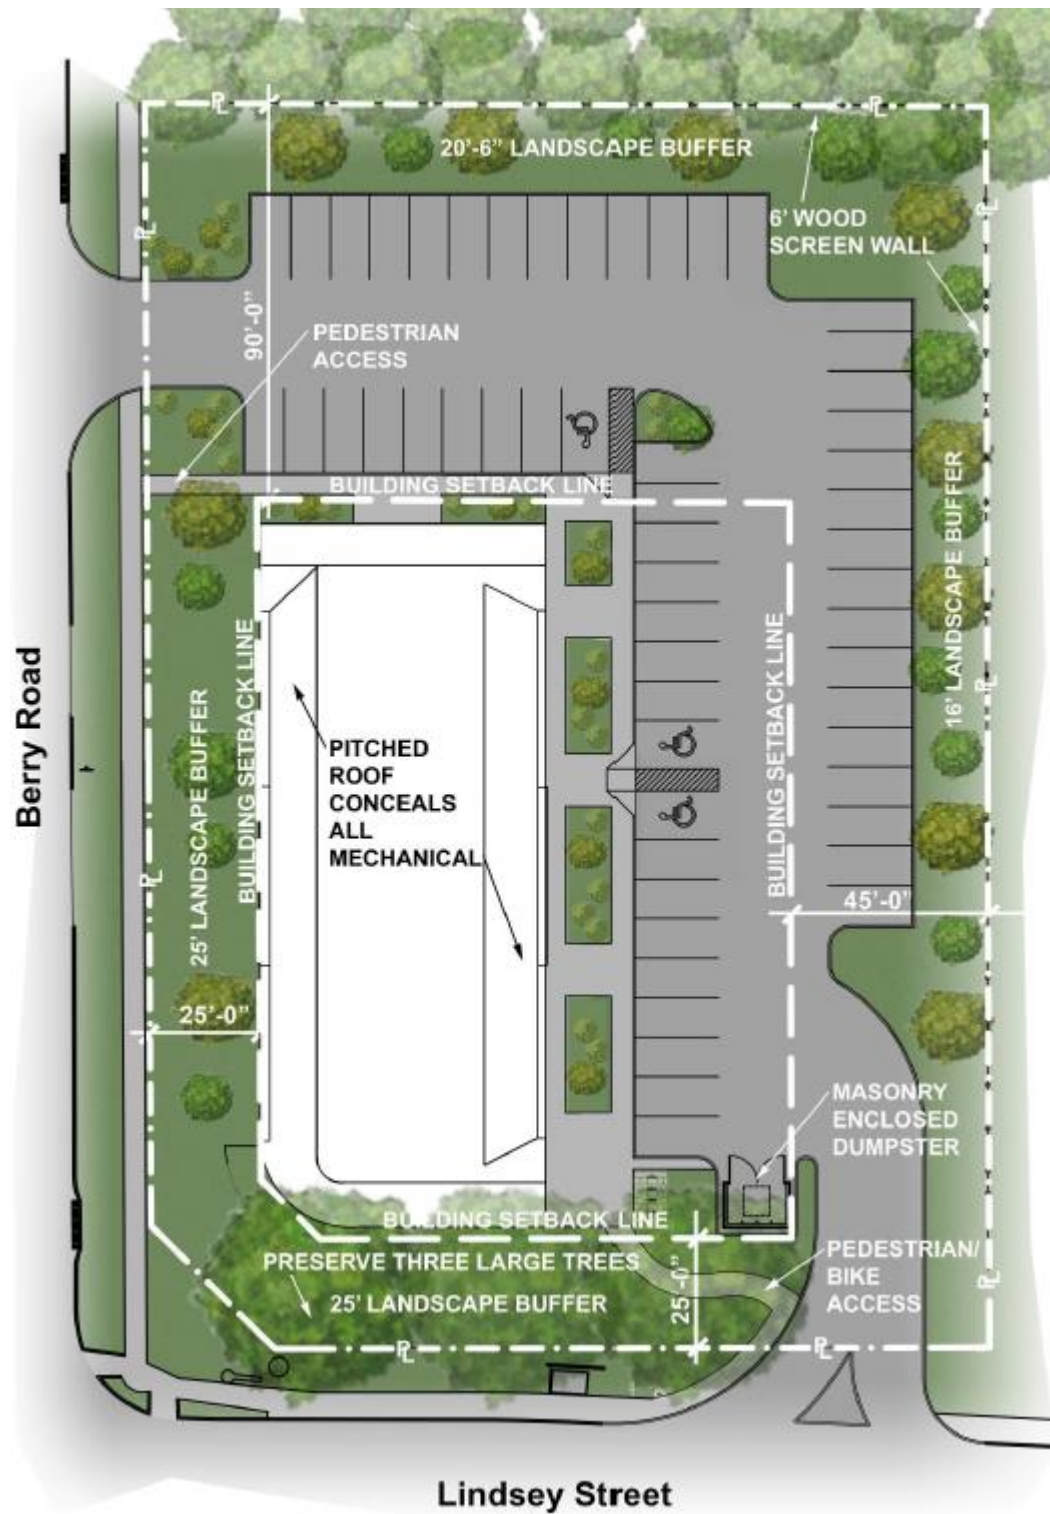 PL
PL
20'-6" LANDSCAPE BUFFER
6' WOOD
SCREEN WALL
PL
PL
90'-0"
PEDESTRIAN
ACCESS
BUILDING SETBACK LINE
16' LANDSCAPE BUFFER
BUILDING SETBACK LINE
BUILDING SETBACK LINE
25' LANDSCAPE BUFFER
PL
Berry Road
PITCHED
ROOF
CONCEALS
ALL
MECHANICAL
PL
45'-0"
25'-0"
MASONRY
ENCLOSED
DUMPSTER
BUILDING SETBACK LINE
PRESERVE THREE LARGE TREES
25' LANDSCAPE BUFFER
25'-0"
PEDESTRIAN/
BIKE
ACCESS
PL
PL
PL
Lindsey Street